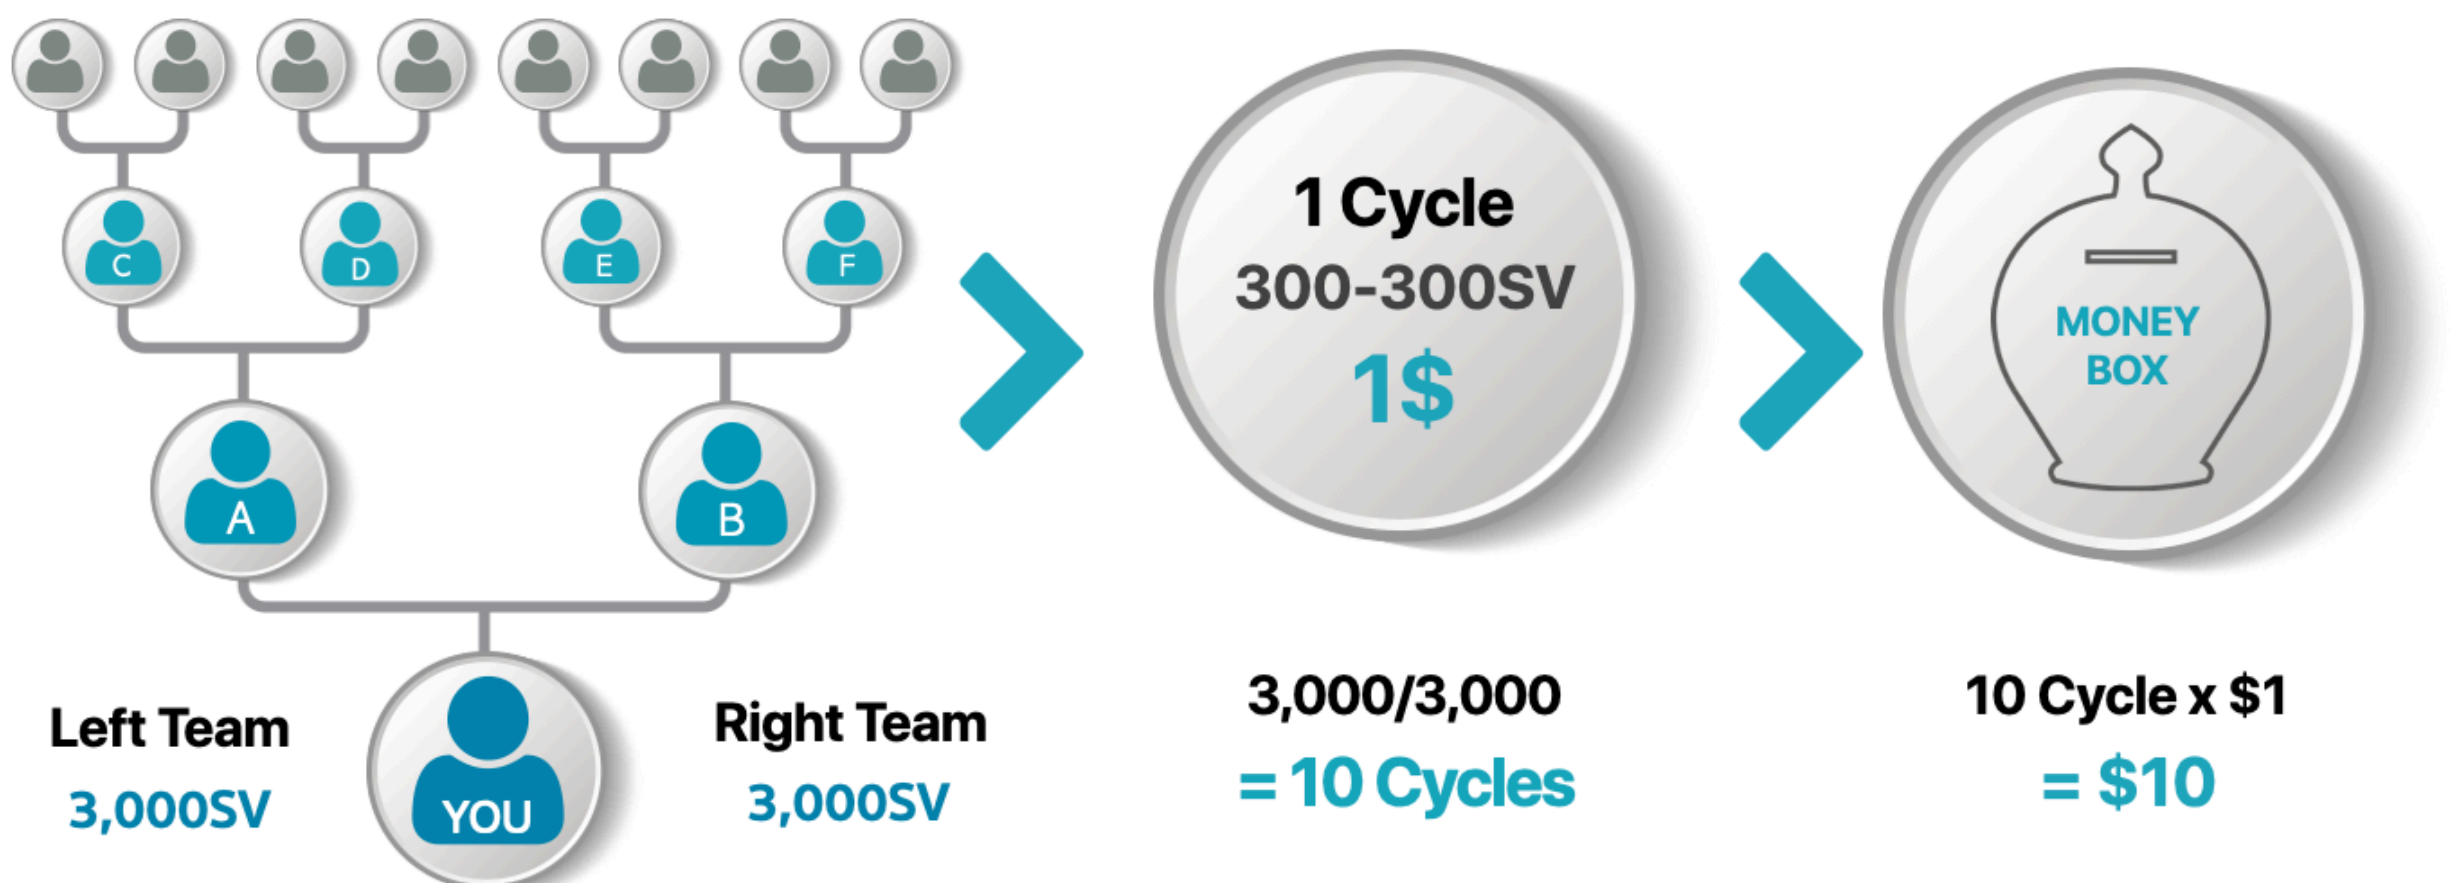 C
D
E
F
A
B
YOU
Left Team
3,000SV
Right Team
3,000SV
1 Cycle
300-300SV
1$
3,000/3,000
= 10 Cycles
MONEY
BOX
10 Cycle x $1
= $10